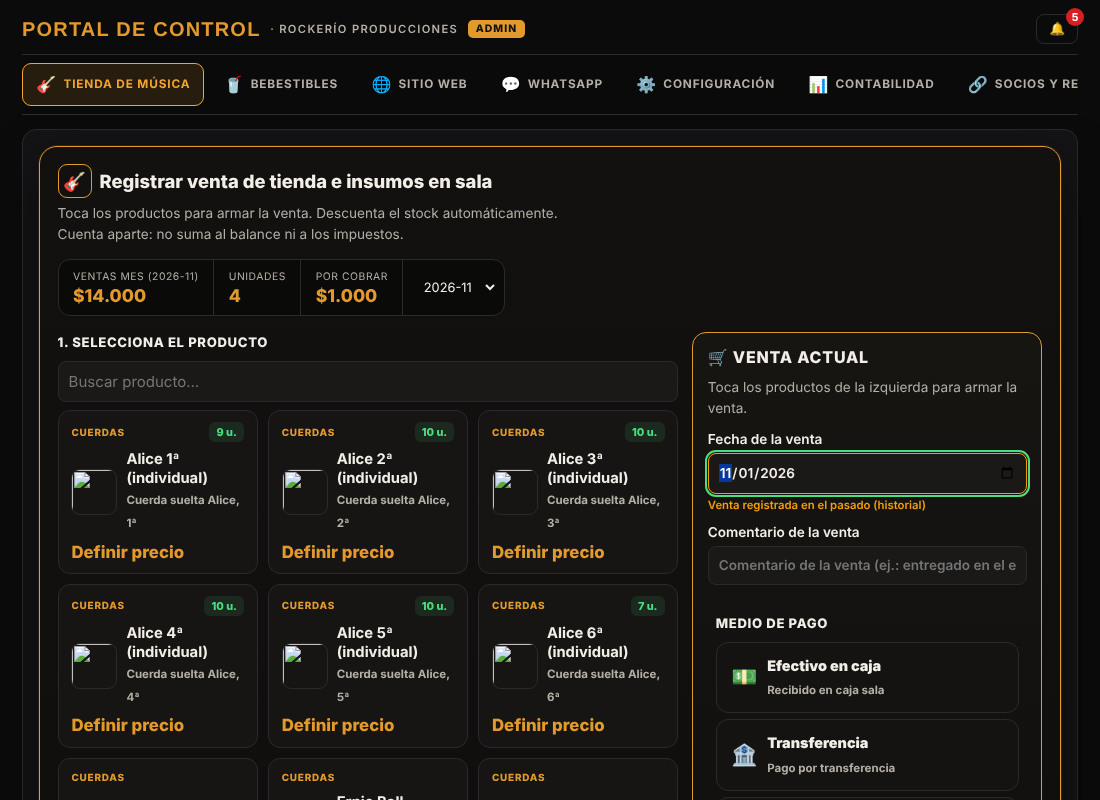 PORTAL DE CONTROL · ROCKERÍO PRODUCCIONES ADMIN
5
TIENDA DE MÚSICA BEBESTIBLES SITIO WEB WHATSAPP CONFIGURACIÓN CONTABILIDAD SOCIOS Y RE
Registrar venta de tienda e insumos en sala
Toca los productos para armar la venta. Descuenta el stock automáticamente.
Cuenta aparte: no suma al balance ni a los impuestos.
VENTAS MES (2026-11) UNIDADES POR COBRAR
$14.000 4 $1.000 2026-11
1. SELECCIONA EL PRODUCTO
Buscar producto...
CUERDAS 9 u.
Alice 1ª
(individual)
Cuerda suelta Alice,
1ª
Definir precio
CUERDAS 10 u.
Alice 2ª
(individual)
Cuerda suelta Alice,
2ª
Definir precio
CUERDAS 10 u.
Alice 3ª
(individual)
Cuerda suelta Alice,
3ª
Definir precio
CUERDAS 10 u.
Alice 4ª
(individual)
Cuerda suelta Alice,
4ª
Definir precio
CUERDAS 10 u.
Alice 5ª
(individual)
Cuerda suelta Alice,
5ª
Definir precio
CUERDAS 7 u.
Alice 6ª
(individual)
Cuerda suelta Alice,
6ª
Definir precio
CUERDAS
CUERDAS
CUERDAS
VENTA ACTUAL
Toca los productos de la izquierda para armar la
venta.
Fecha de la venta
11/01/2026
Venta registrada en el pasado (historial)
Comentario de la venta
Comentario de la venta (ej.: entregado en el e
MEDIO DE PAGO
Efectivo en caja
Recibido en caja sala
Transferencia
Pago por transferencia